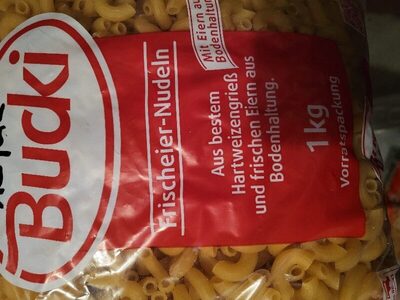 Bucki
Frischeier-Nudeln
Mit Eiern aus
Bodenhaltung
Aus bestem
Hartweizengrieß
und frischen Eiern aus
Bodenhaltung.
1 kg
Vorratspackung